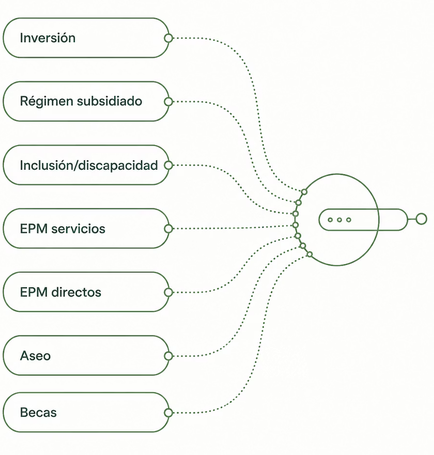 Inversión
Régimen subsidiado
Inclusión/discapacidad
EPM servicios
EPM directos
Aseo
Becas